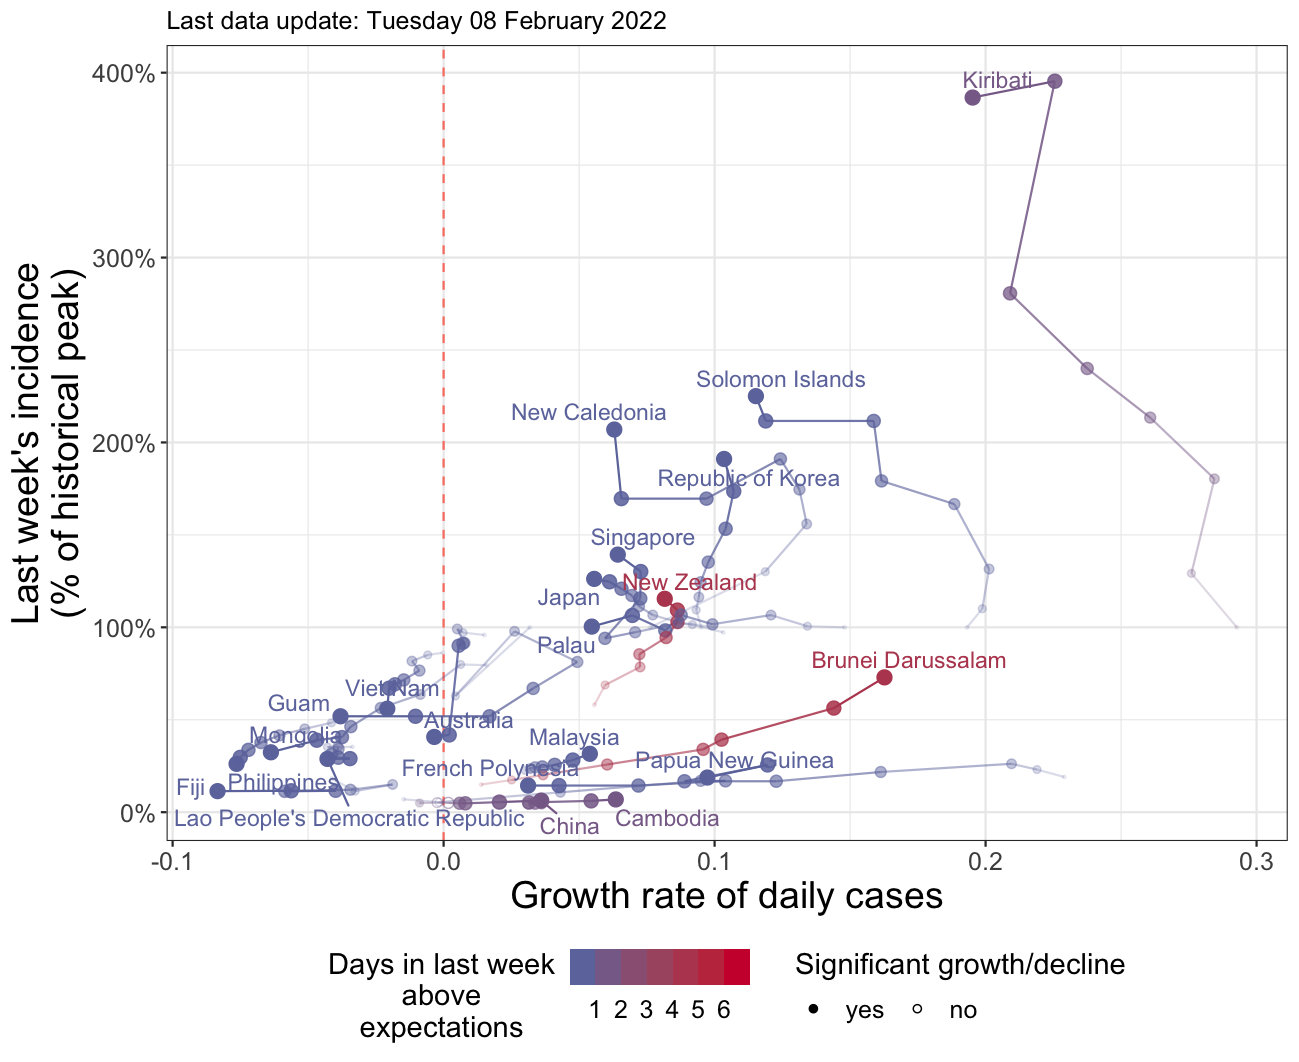 Last data update: Tuesday 08 February 2022
400%
300%
200%
100%
0%
Last week's incidence
(% of historical peak)
Kiribati
Solomon Islands
New Caledonia
Republic of Korea
Singapore
New Zealand
Japan
Palau
Brunei Darussalam
Viet Nam
Guam
Australia
Mongolia
Malaysia
Papua New Guinea
French Polynesia
Fiji
Philippines
Lao People's Democratic Republic
China
Cambodia
-0.1
0.0
0.1
0.2
0.3
Growth rate of daily cases
Days in last week
above
expectations
1 2 3 4 5 6
Significant growth/decline
yes
no